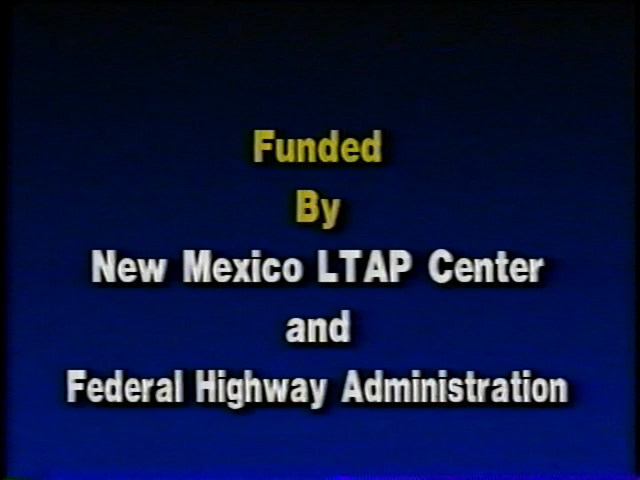 Funded
By
New Mexico LTAP Center
and
Federal Highway Administration